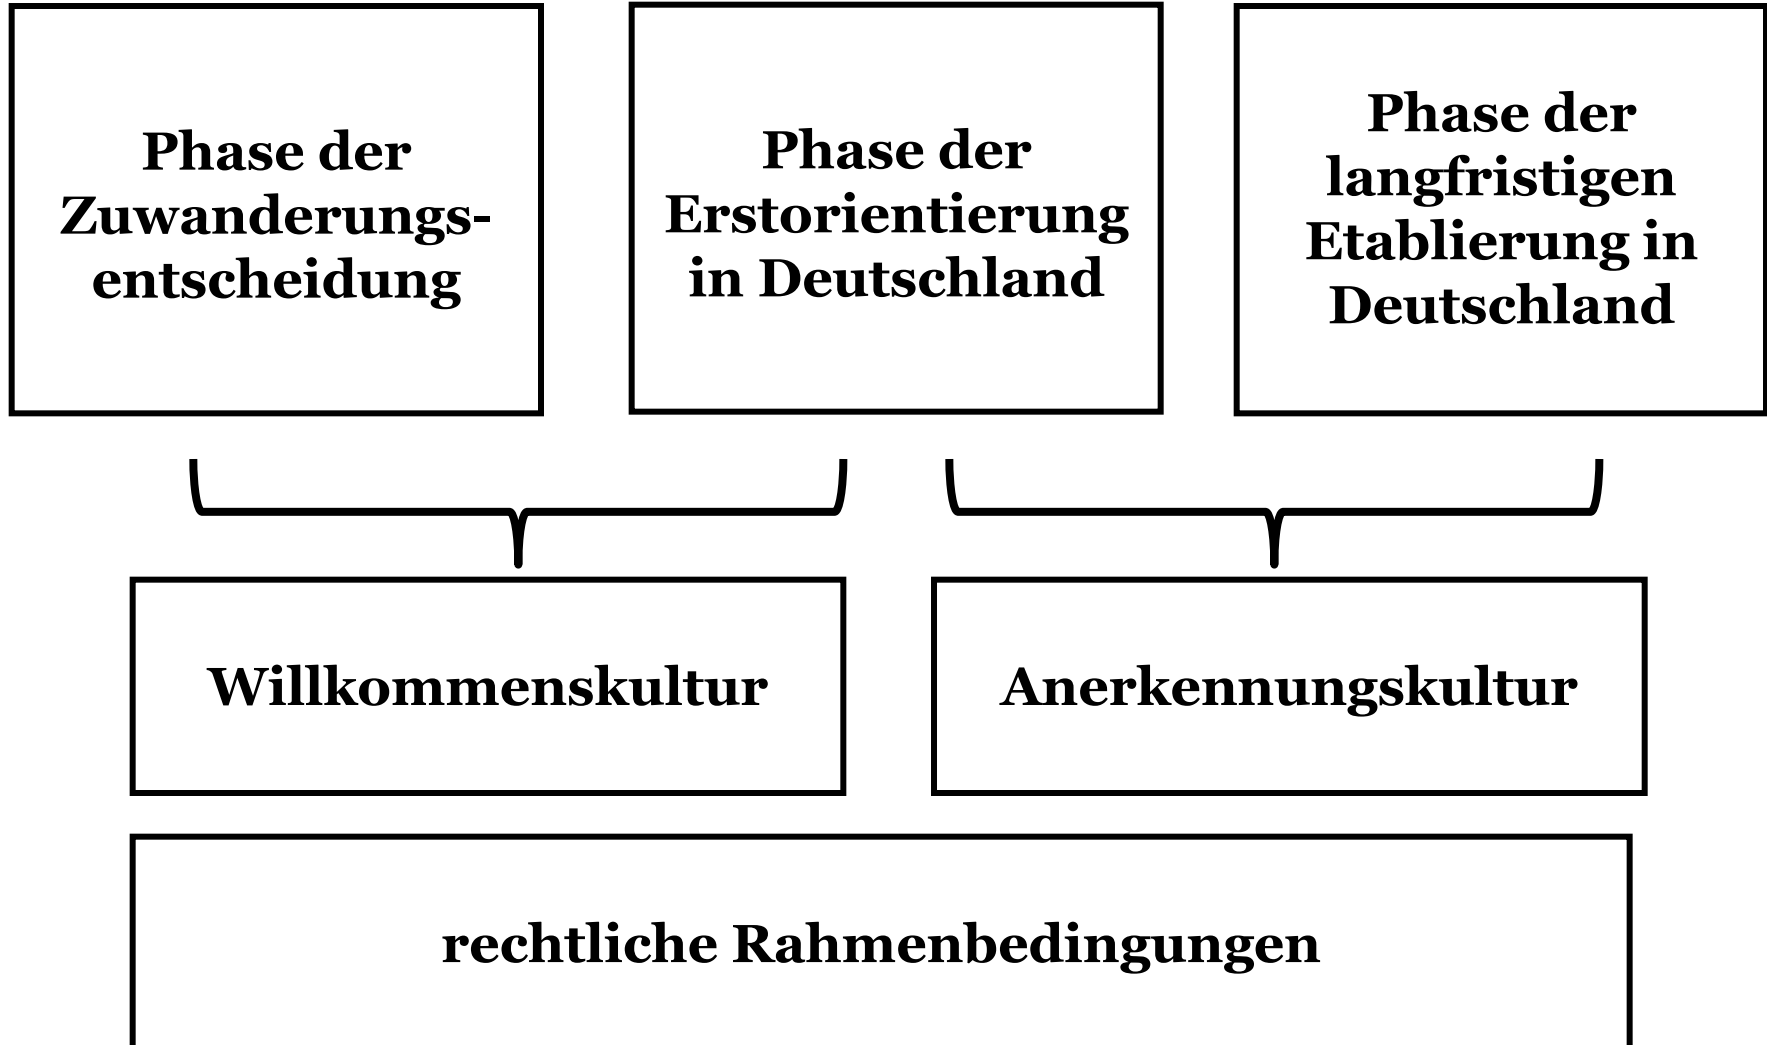 Phase der
Zuwanderungs-
entscheidung
Phase der
Erstorientierung
in Deutschland
Phase der
langfristigen
Etablierung in
Deutschland
Willkommenskultur
Anerkennungskultur
rechtliche Rahmenbedingungen